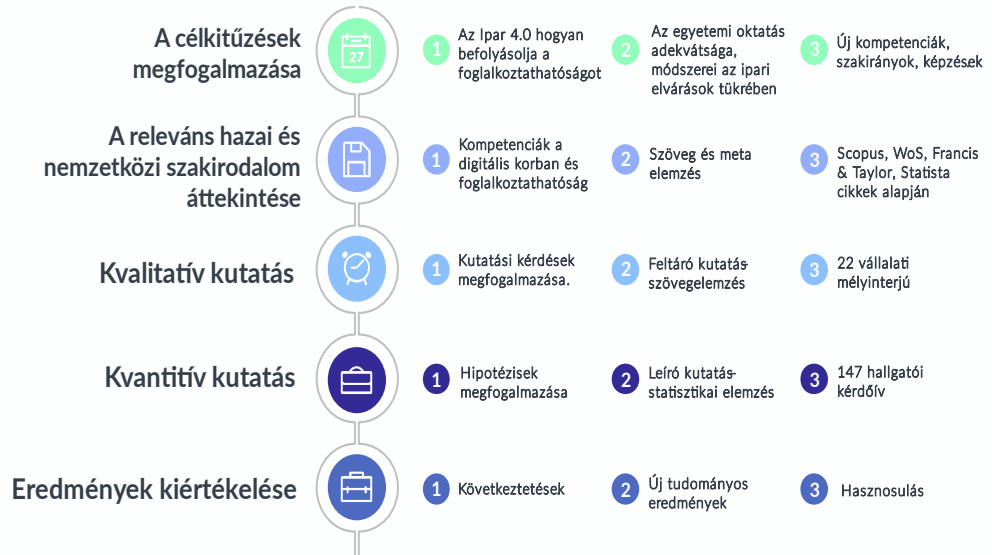 A célkitűzések
megfogalmazása
27
1
Az Ipar 4.0 hogyan
befolyásolja a
foglalkoztathatóságot
2
Az egyetemi oktatás
adekvátsága,
módszerei az ipari
elvárások tükrében
3
Új kompetenciák,
szakirányok, képzések
A releváns hazai és
nemzetközi szakirodalom
áttekintése
1
Kompetenciák a
digitális korban és
foglalkoztathatóság
2
Szöveg és meta
elemzés
3
Scopus, WoS, Francis
& Taylor, Statista
cikkek alapján
Kvalitatív kutatás
1
Kutatási kérdések
megfogalmazása.
2
Feltáró kutatás-
szövegelemzés
3
22 vállalati
mélyinterjú
Kvantitív kutatás
1
Hipotézisek
megfogalmazása
2
Leíró kutatás-
statisztikai elemzés
3
147 hallgatói
kérdőív
Eredmények kiértékelése
1
Következtetések
2
Új tudományos
eredmények
3
Hasznosulás